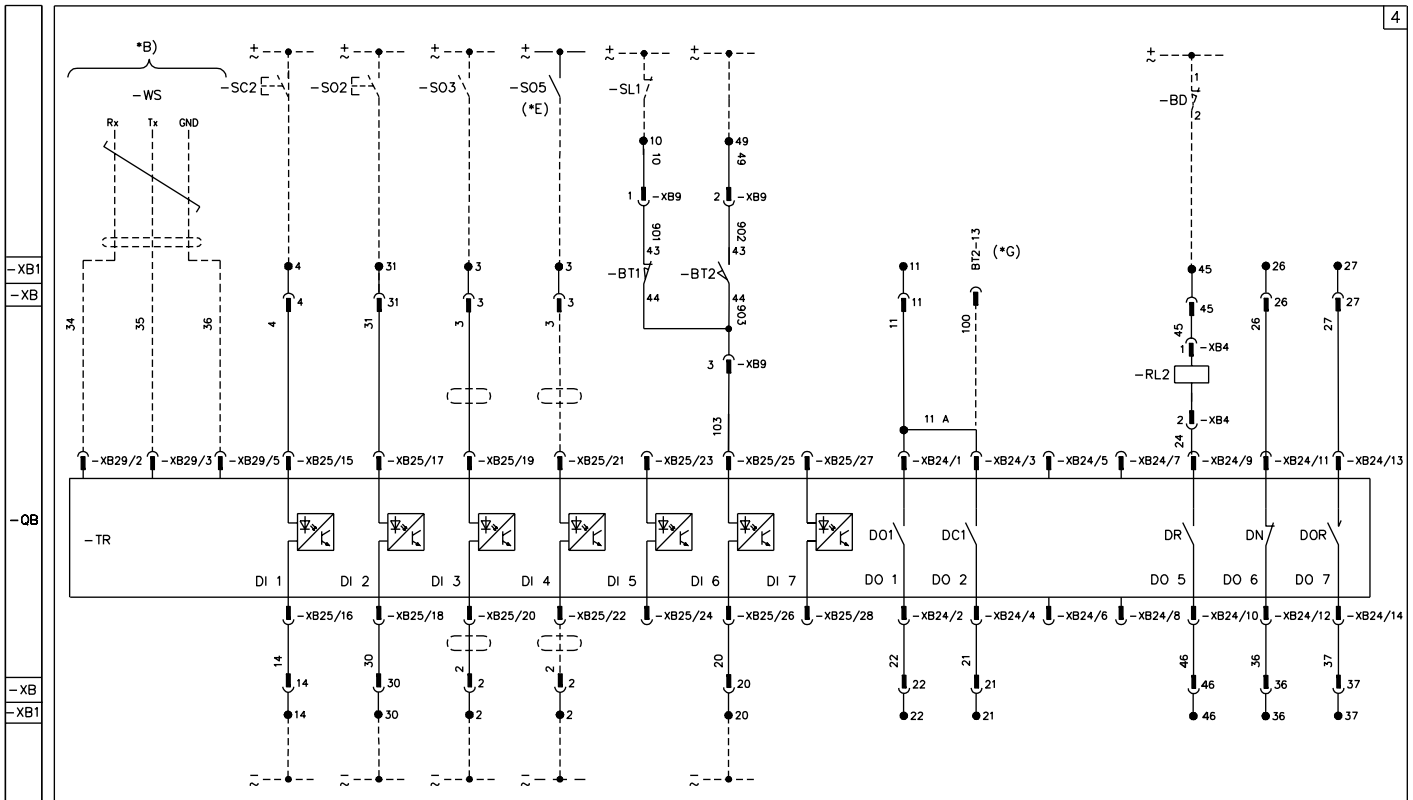 4
*B)
-WS
Rx Tx GND
+ ~ + ~ + ~ + ~ + ~ + ~ + ~
-SC2 -SO2 -SO3 -SO5 -SL1 -BD
(*E)
1
2
10 49
10 49
1 -XB9 2 -XB9
901 902
43 43
-BT1 -BT2
44 44
903
BT2-13 (*G)
-XB1 4 31 3 3 11 45 26 27
-XB 4 31 3 3 11 45 26 27
34 35 36 4 31 3 3 11 100 45 26 27
3 -XB9
1 -XB4
-RL2
2 -XB4
103 11 A 24
-XB29/2 -XB29/3 -XB29/5 -XB25/15 -XB25/17 -XB25/19 -XB25/21 -XB25/23 -XB25/25 -XB25/27 -XB24/1 -XB24/3 -XB24/5 -XB24/7 -XB24/9 -XB24/11 -XB24/13
-QB
-TR
DO1 DC1 DR DN DOR
DI 1 DI 2 DI 3 DI 4 DI 5 DI 6 DI 7 DO 1 DO 2 DO 5 DO 6 DO 7
-XB25/16 -XB25/18 -XB25/20 -XB25/22 -XB25/24 -XB25/26 -XB25/28 -XB24/2 -XB24/4 -XB24/6 -XB24/8 -XB24/10 -XB24/12 -XB24/14
14 30 2 2 20 22 21 46 36 37
-XB 14 30 2 2 20 22 21 46 36 37
-XB1 14 30 2 2 20 22 21 46 36 37
- ~ - ~ - ~ - ~ - ~